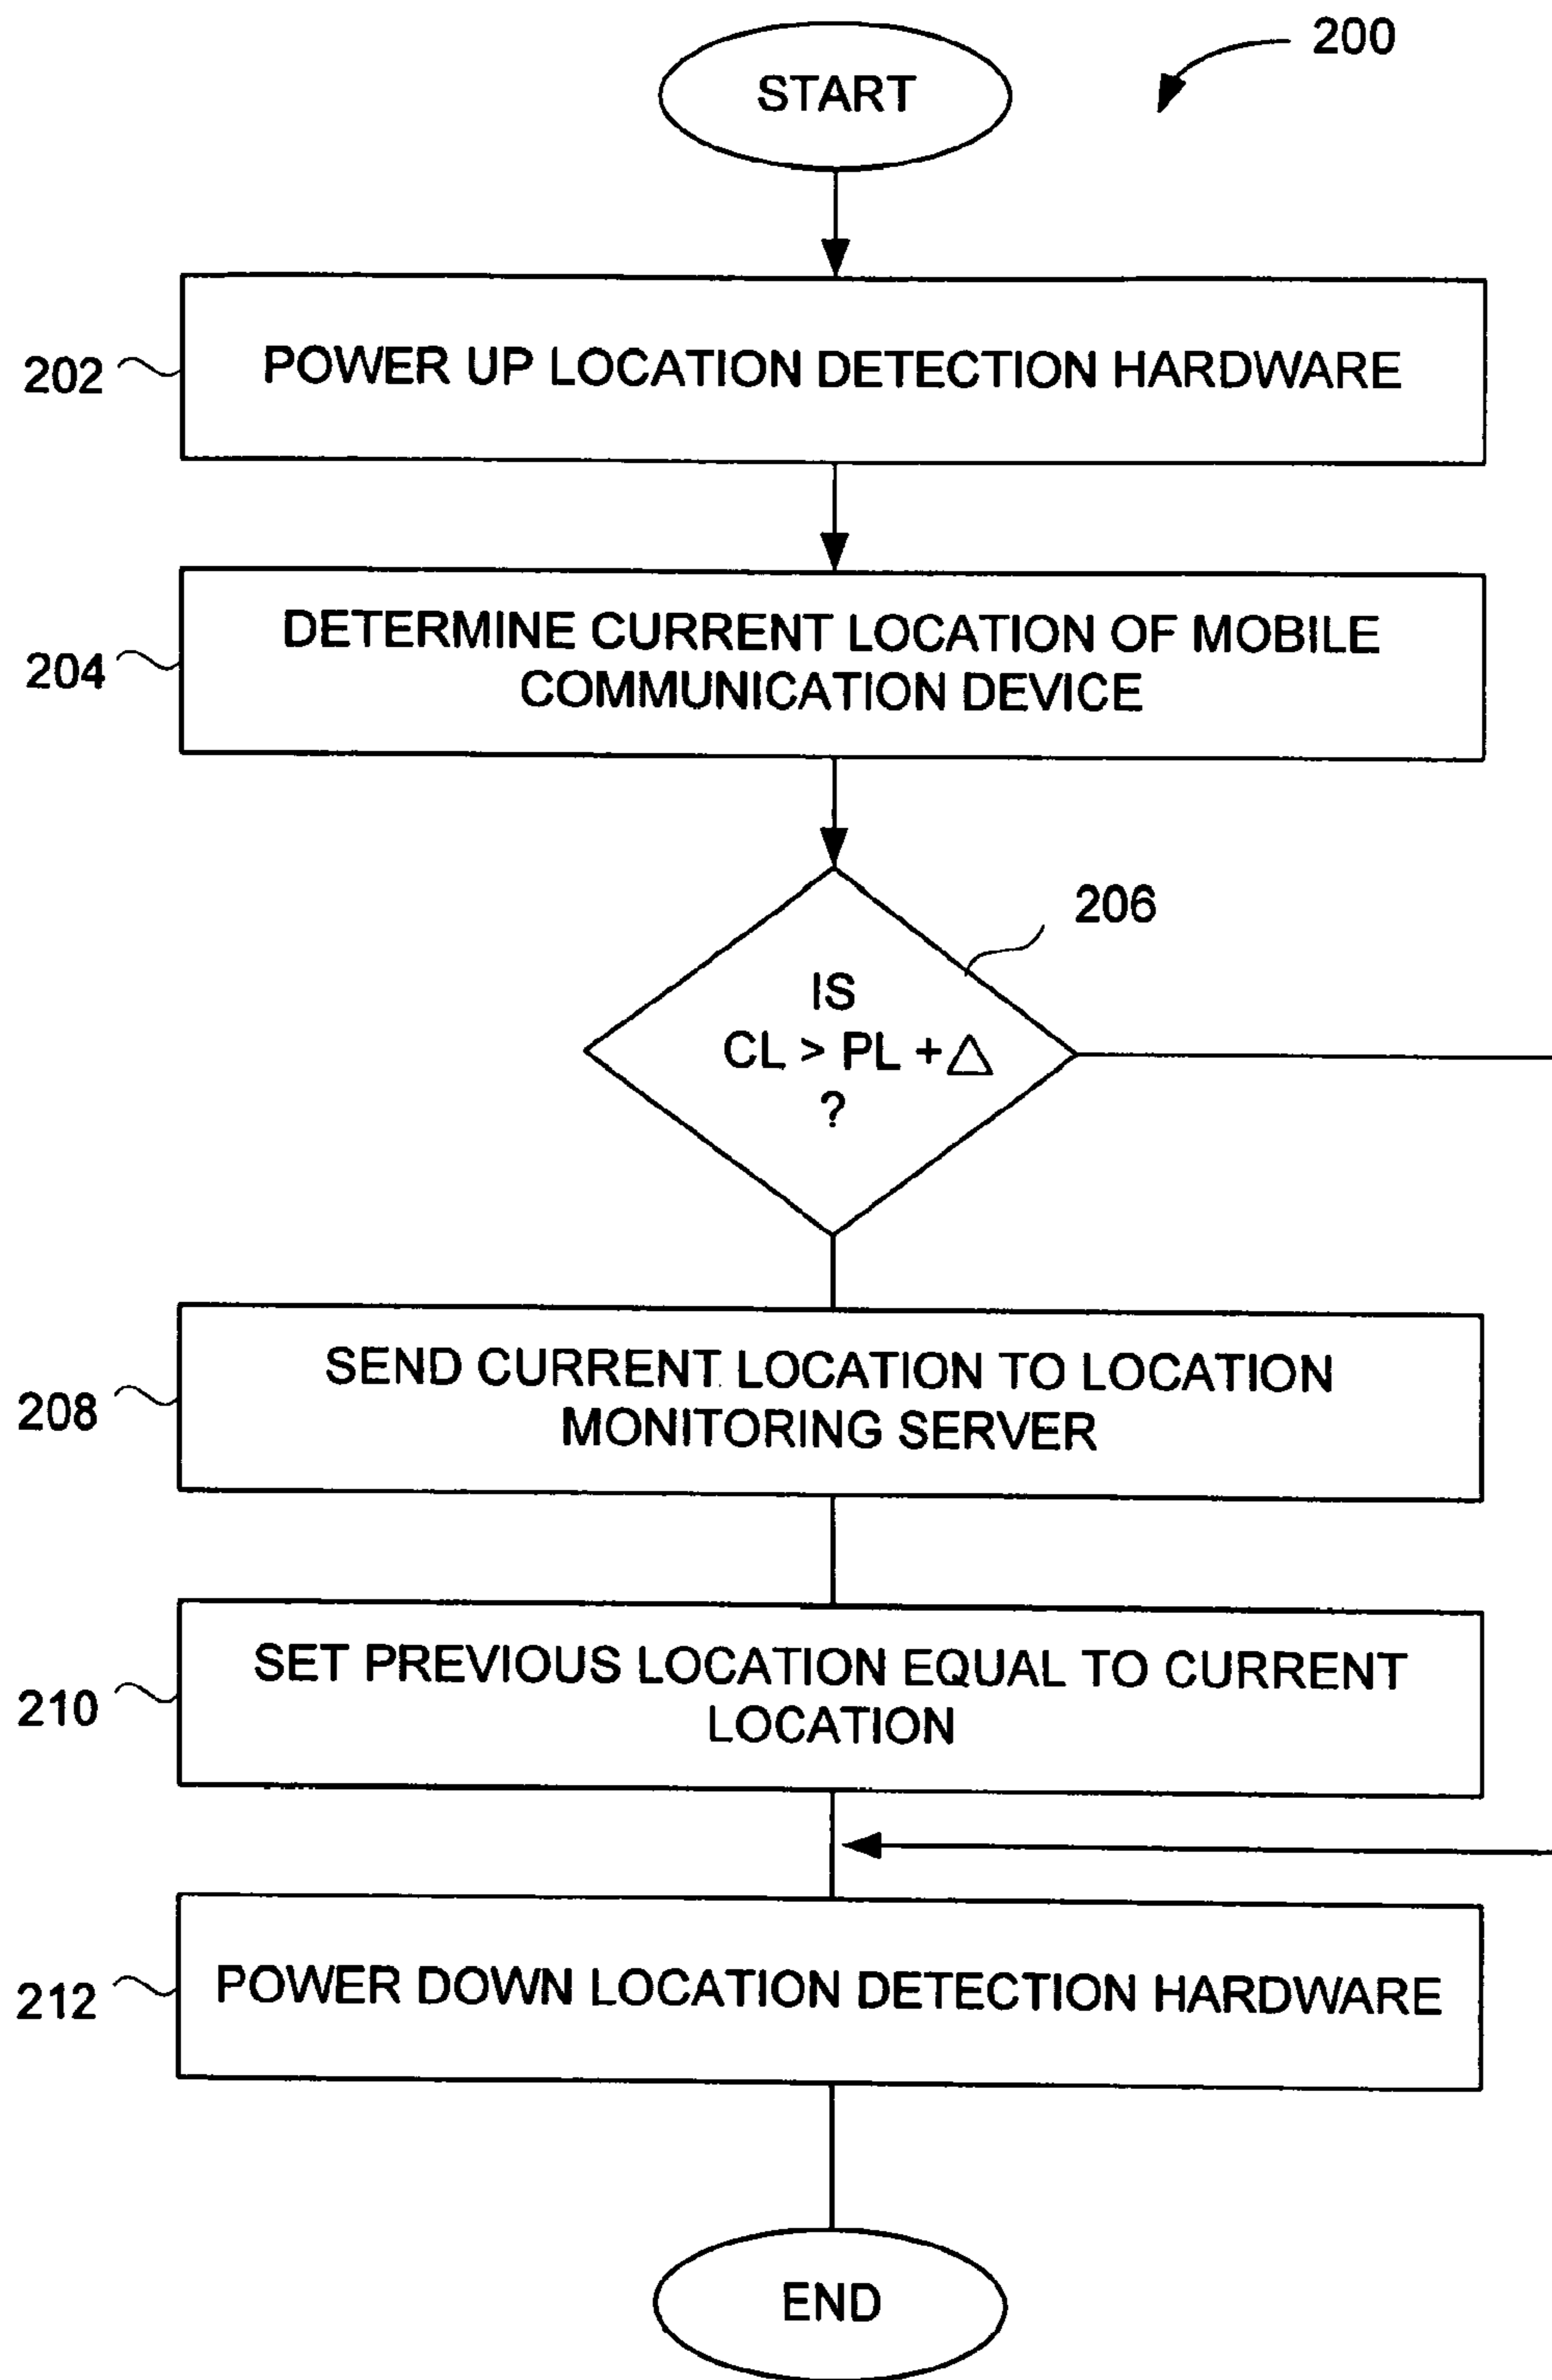 200
START
202
POWER UP LOCATION DETECTION HARDWARE
204
DETERMINE CURRENT LOCATION OF MOBILE
COMMUNICATION DEVICE
206
IS
CL > PL + △
?
208
SEND CURRENT LOCATION TO LOCATION
MONITORING SERVER
210
SET PREVIOUS LOCATION EQUAL TO CURRENT
LOCATION
212
POWER DOWN LOCATION DETECTION HARDWARE
END